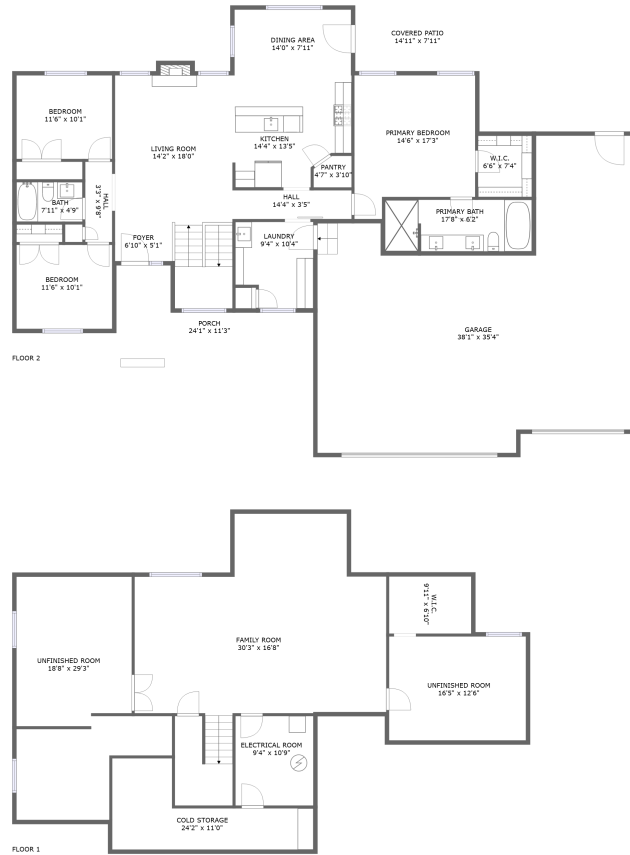 DINING AREA
14'0" x 7'11"
COVERED PATIO
14'11" x 7'11"
BEDROOM
11'6" x 10'1"
LIVING ROOM
14'2" x 18'0"
KITCHEN
14'4" x 13'5"
PRIMARY BEDROOM
14'6" x 17'3"
W.I.C.
6'6" x 7'4"
PANTRY
4'7" x 3'10"
BATH
7'11" x 4'9"
HALL
3'3" x 9'8"
HALL
14'4" x 3'5"
PRIMARY BATH
17'8" x 6'2"
FOYER
6'10" x 5'1"
LAUNDRY
9'4" x 10'4"
BEDROOM
11'6" x 10'1"
PORCH
24'1" x 11'3"
GARAGE
38'1" x 35'4"
FLOOR 2
W.I.C.
9'11" x 6'10"
FAMILY ROOM
30'3" x 16'8"
UNFINISHED ROOM
18'8" x 29'3"
UNFINISHED ROOM
16'5" x 12'6"
ELECTRICAL ROOM
9'4" x 10'9"
COLD STORAGE
24'2" x 11'0"
FLOOR 1